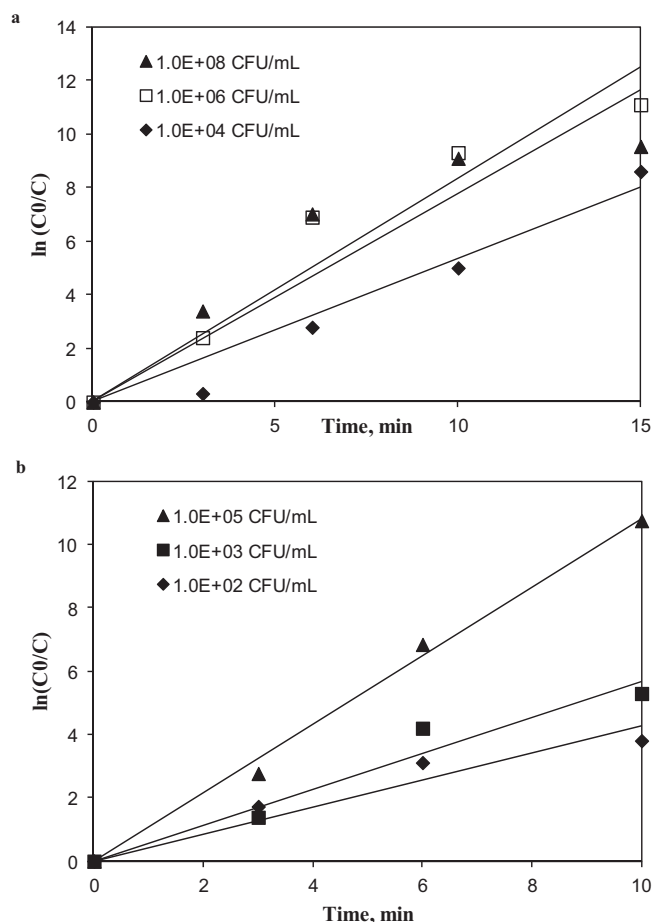 a
14
12
10
8
6
4
2
0
ln (C0/C)
1.0E+08 CFU/mL
1.0E+06 CFU/mL
1.0E+04 CFU/mL
0 5 10 15
Time, min
b
12
10
8
6
4
2
0
ln(C0/C)
1.0E+05 CFU/mL
1.0E+03 CFU/mL
1.0E+02 CFU/mL
0 2 4 6 8 10
Time, min